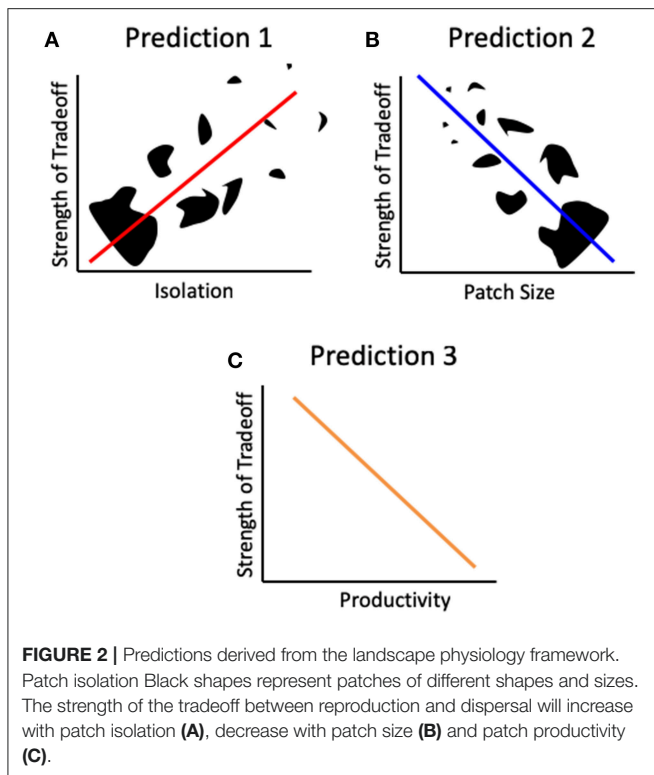 A
Prediction 1
Strength of Tradeoff
Isolation
B
Prediction 2
Strength of Tradeoff
Patch Size
C
Prediction 3
Strength of Tradeoff
Productivity
FIGURE 2 | Predictions derived from the landscape physiology framework.
Patch isolation Black shapes represent patches of different shapes and sizes.
The strength of the tradeoff between reproduction and dispersal will increase
with patch isolation (A), decrease with patch size (B) and patch productivity
(C).